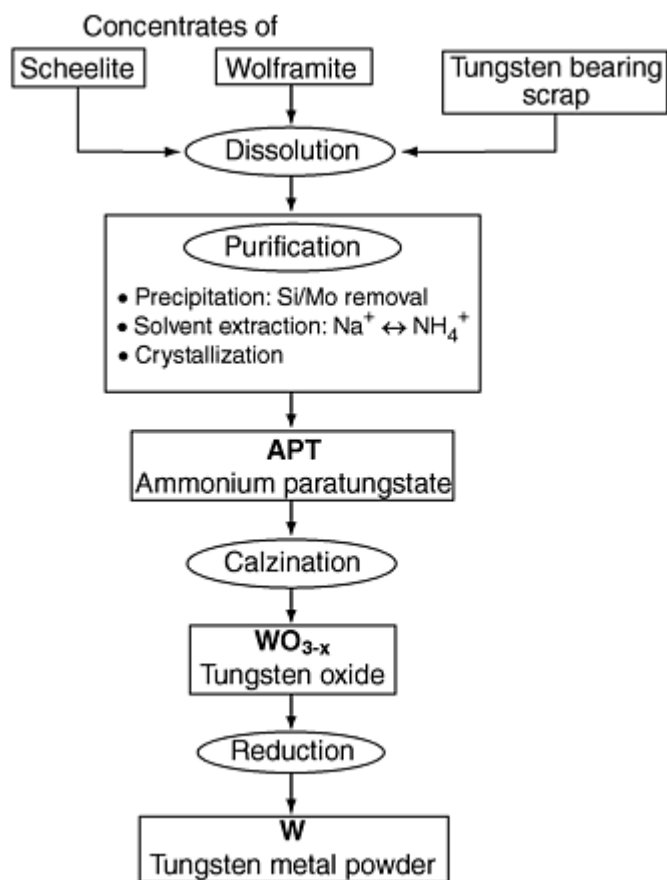 Concentrates of
Scheelite
Wolframite
Tungsten bearing
scrap
Dissolution
Purification
• Precipitation: Si/Mo removal
• Solvent extraction: Na⁺ ↔ NH₄⁺
• Crystallization
APT
Ammonium paratungstate
Calzination
WO₃₋ₓ
Tungsten oxide
Reduction
W
Tungsten metal powder